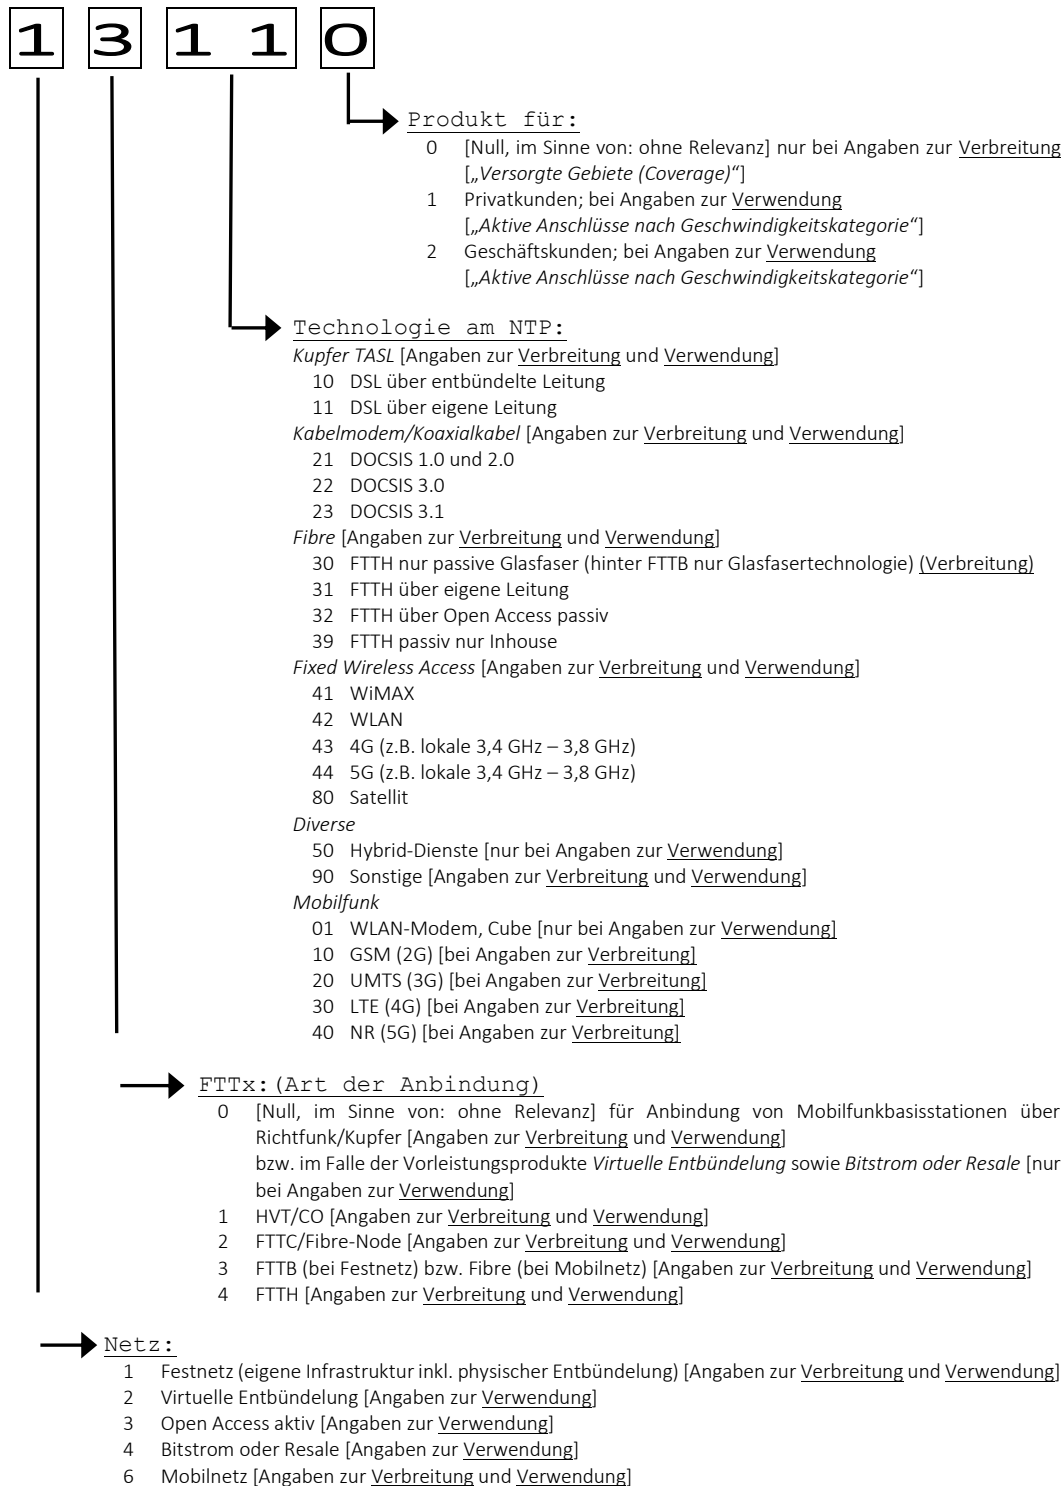 1 3 1 1 0
Produkt für:
0 [Null, im Sinne von: ohne Relevanz] nur bei Angaben zur Verbreitung
[„Versorgte Gebiete (Coverage)“]
1 Privatkunden; bei Angaben zur Verwendung
[„Aktive Anschlüsse nach Geschwindigkeitskategorie“]
2 Geschäftskunden; bei Angaben zur Verwendung
[„Aktive Anschlüsse nach Geschwindigkeitskategorie“]
Technologie am NTP:
Kupfer TASL [Angaben zur Verbreitung und Verwendung]
10 DSL über entbündelte Leitung
11 DSL über eigene Leitung
Kabelmodem/Koaxialkabel [Angaben zur Verbreitung und Verwendung]
21 DOCSIS 1.0 und 2.0
22 DOCSIS 3.0
23 DOCSIS 3.1
Fibre [Angaben zur Verbreitung und Verwendung]
30 FTTH nur passive Glasfaser (hinter FTTB nur Glasfasertechnologie) (Verbreitung)
31 FTTH über eigene Leitung
32 FTTH über Open Access passiv
39 FTTH passiv nur Inhouse
Fixed Wireless Access [Angaben zur Verbreitung und Verwendung]
41 WiMAX
42 WLAN
43 4G (z.B. lokale 3,4 GHz – 3,8 GHz)
44 5G (z.B. lokale 3,4 GHz – 3,8 GHz)
80 Satellit
Diverse
50 Hybrid-Dienste [nur bei Angaben zur Verwendung]
90 Sonstige [Angaben zur Verbreitung und Verwendung]
Mobilfunk
01 WLAN-Modem, Cube [nur bei Angaben zur Verwendung]
10 GSM (2G) [bei Angaben zur Verbreitung]
20 UMTS (3G) [bei Angaben zur Verbreitung]
30 LTE (4G) [bei Angaben zur Verbreitung]
40 NR (5G) [bei Angaben zur Verbreitung]
FTTx:(Art der Anbindung)
0 [Null, im Sinne von: ohne Relevanz] für Anbindung von Mobilfunkbasisstationen über
Richtfunk/Kupfer [Angaben zur Verbreitung und Verwendung]
bzw. im Falle der Vorleistungsprodukte Virtuelle Entbündelung sowie Bitstrom oder Resale [nur
bei Angaben zur Verwendung]
1 HVT/CO [Angaben zur Verbreitung und Verwendung]
2 FTTC/Fibre-Node [Angaben zur Verbreitung und Verwendung]
3 FTTB (bei Festnetz) bzw. Fibre (bei Mobilnetz) [Angaben zur Verbreitung und Verwendung]
4 FTTH [Angaben zur Verbreitung und Verwendung]
Netz:
1 Festnetz (eigene Infrastruktur inkl. physischer Entbündelung) [Angaben zur Verbreitung und Verwendung]
2 Virtuelle Entbündelung [Angaben zur Verwendung]
3 Open Access aktiv [Angaben zur Verwendung]
4 Bitstrom oder Resale [Angaben zur Verwendung]
6 Mobilnetz [Angaben zur Verbreitung und Verwendung]